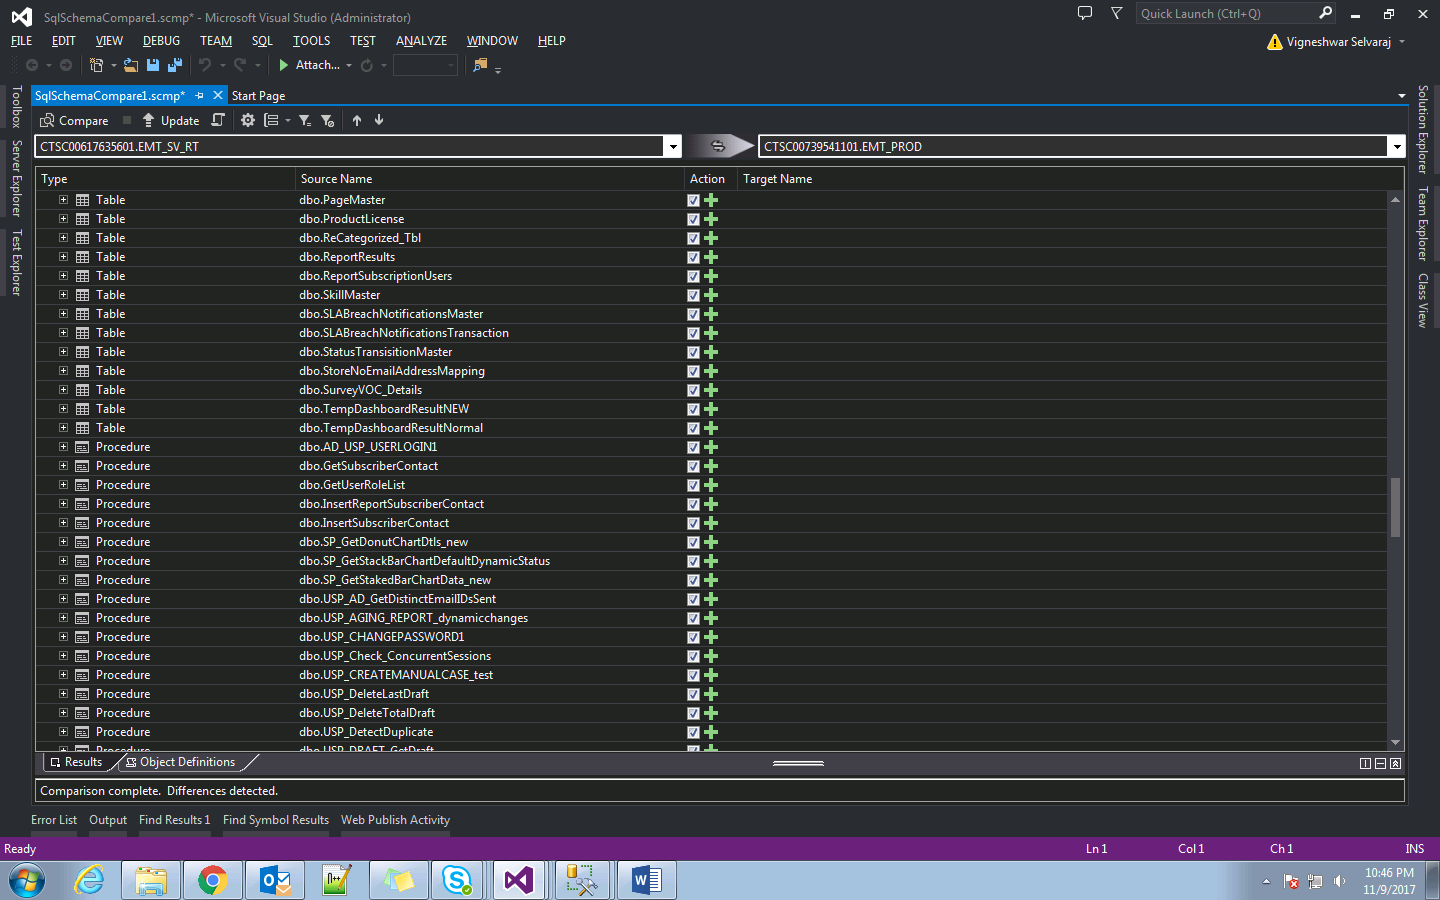 SqlSchemaCompare1.scmp* - Microsoft Visual Studio (Administrator)
Quick Launch (Ctrl+Q)
FILE EDIT VIEW DEBUG TEAM SQL TOOLS TEST ANALYZE WINDOW HELP
Vigneshwar Selvaraj
Attach...
SqlSchemaCompare1.scmp* Start Page
Compare Update
CTSC00617635601.EMT_SV_RT CTSC00739541101.EMT_PROD
Type Source Name Action Target Name
Table dbo.PageMaster
Table dbo.ProductLicense
Table dbo.ReCategorized_Tbl
Table dbo.ReportResults
Table dbo.ReportSubscriptionUsers
Table dbo.SkillMaster
Table dbo.SLABreachNotificationsMaster
Table dbo.SLABreachNotificationsTransaction
Table dbo.StatusTransisitionMaster
Table dbo.StoreNoEmailAddressMapping
Table dbo.SurveyVOC_Details
Table dbo.TempDashboardResultNEW
Table dbo.TempDashboardResultNormal
Procedure dbo.AD_USP_USERLOGIN1
Procedure dbo.GetSubscriberContact
Procedure dbo.GetUserRoleList
Procedure dbo.InsertReportSubscriberContact
Procedure dbo.InsertSubscriberContact
Procedure dbo.SP_GetDonutChartDtls_new
Procedure dbo.SP_GetStackBarChartDefaultDynamicStatus
Procedure dbo.SP_GetStakedBarChartData_new
Procedure dbo.USP_AD_GetDistinctEmailIDsSent
Procedure dbo.USP_AGING_REPORT_dynamicchanges
Procedure dbo.USP_CHANGEPASSWORD1
Procedure dbo.USP_Check_ConcurrentSessions
Procedure dbo.USP_CREATEMANUALCASE_test
Procedure dbo.USP_DeleteLastDraft
Procedure dbo.USP_DeleteTotalDraft
Procedure dbo.USP_DetectDuplicate
Procedure dbo.USP_DRAFT_GetDraft
Results Object Definitions
Comparison complete. Differences detected.
Error List Output Find Results 1 Find Symbol Results Web Publish Activity
Ready Ln 1 Col 1 Ch 1 INS
10:46 PM
11/9/2017
Toolbox
Server Explorer
Test Explorer
Solution Explorer
Team Explorer
Class View